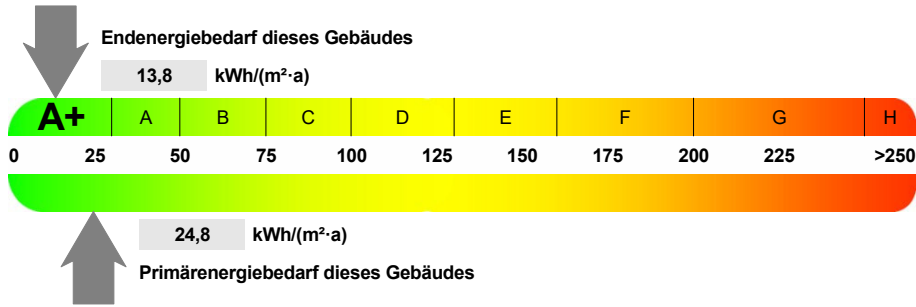 Endenergiebedarf dieses Gebäudes
13,8 kWh/(m²·a)
A+ A B C D E F G H
0 25 50 75 100 125 150 175 200 225 >250
24,8 kWh/(m²·a)
Primärenergiebedarf dieses Gebäudes